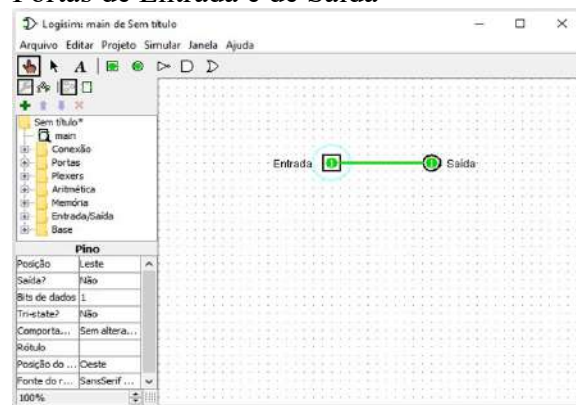 Portas de Entrada e de Saída
Logisim: main de Sem título
Arquivo Editar Projeto Simular Janela Ajuda
A
Sem título*
main
Conexão
Portas
Plexers
Aritmética
Memória
Entrada/Saída
Base
Entrada 1 1 Saída
Pino
Posição Leste
Saída? Não
Bits de dados 1
Tri-state? Não
Comporta... Sem altera...
Rótulo
Posição do ... Oeste
Fonte do r... SansSerif ...
100%